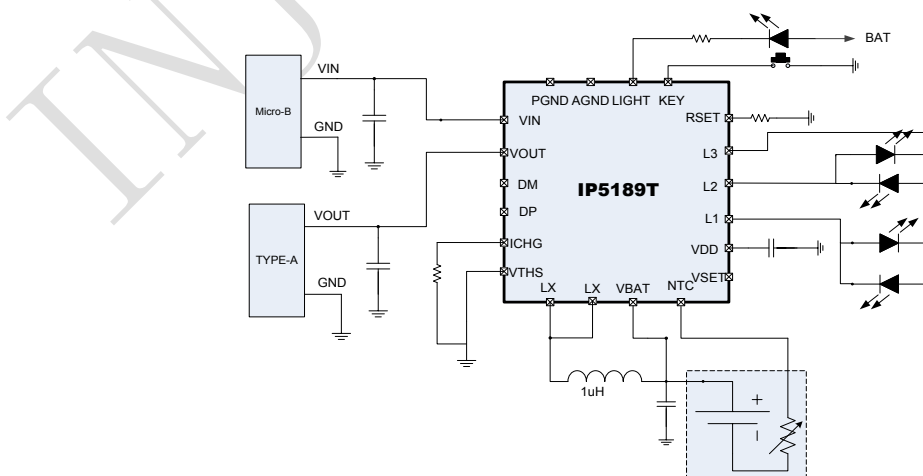 BAT
VIN
Micro-B
GND
PGND AGND LIGHT KEY
VIN
RSET
VOUT
L3
DM
IP5189T
L2
DP
L1
VOUT
TYPE-A
GND
ICHG
VDD
VTHS
VSET
LX LX VBAT NTC
1uH
+